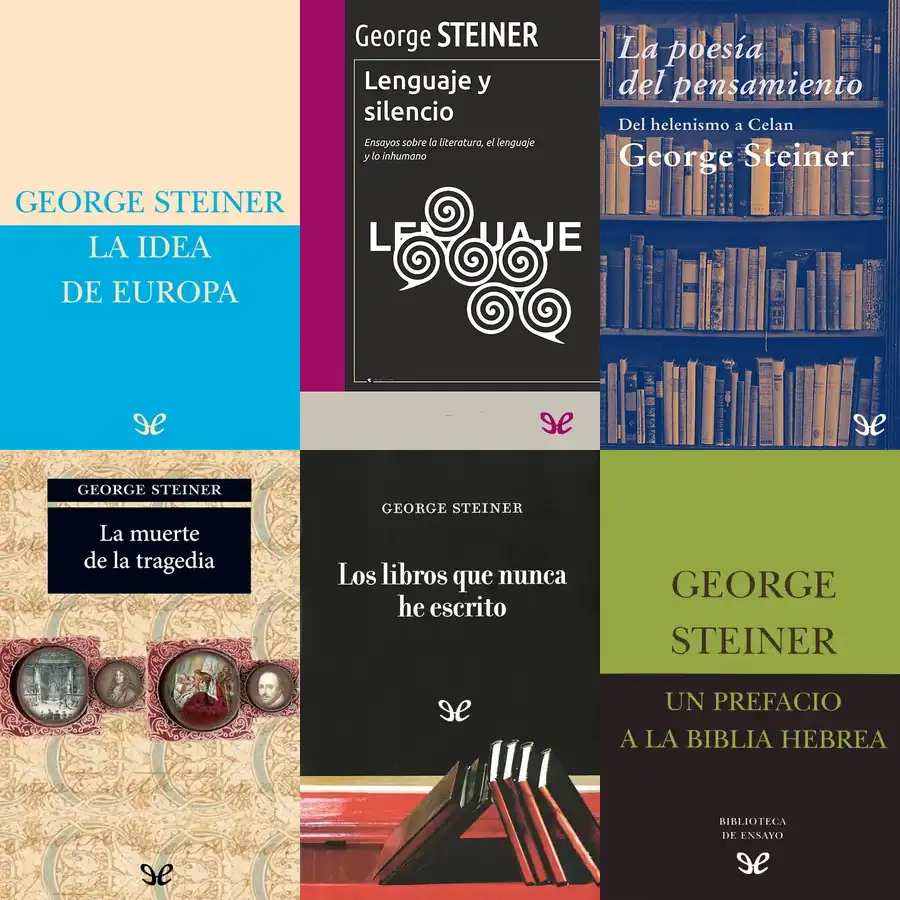 GEORGE STEINER
LA IDEA
DE EUROPA
George STEINER
Lenguaje y
silencio
Ensayos sobre la literatura, el lenguaje
y lo inhumano
LENGUAJE
La poesía
del pensamiento
Del helenismo a Celan
George Steiner
GEORGE STEINER
La muerte
de la tragedia
GEORGE STEINER
Los libros que nunca
he escrito
GEORGE
STEINER
UN PREFACIO
A LA BIBLIA HEBREA
BIBLIOTECA
DE ENSAYO